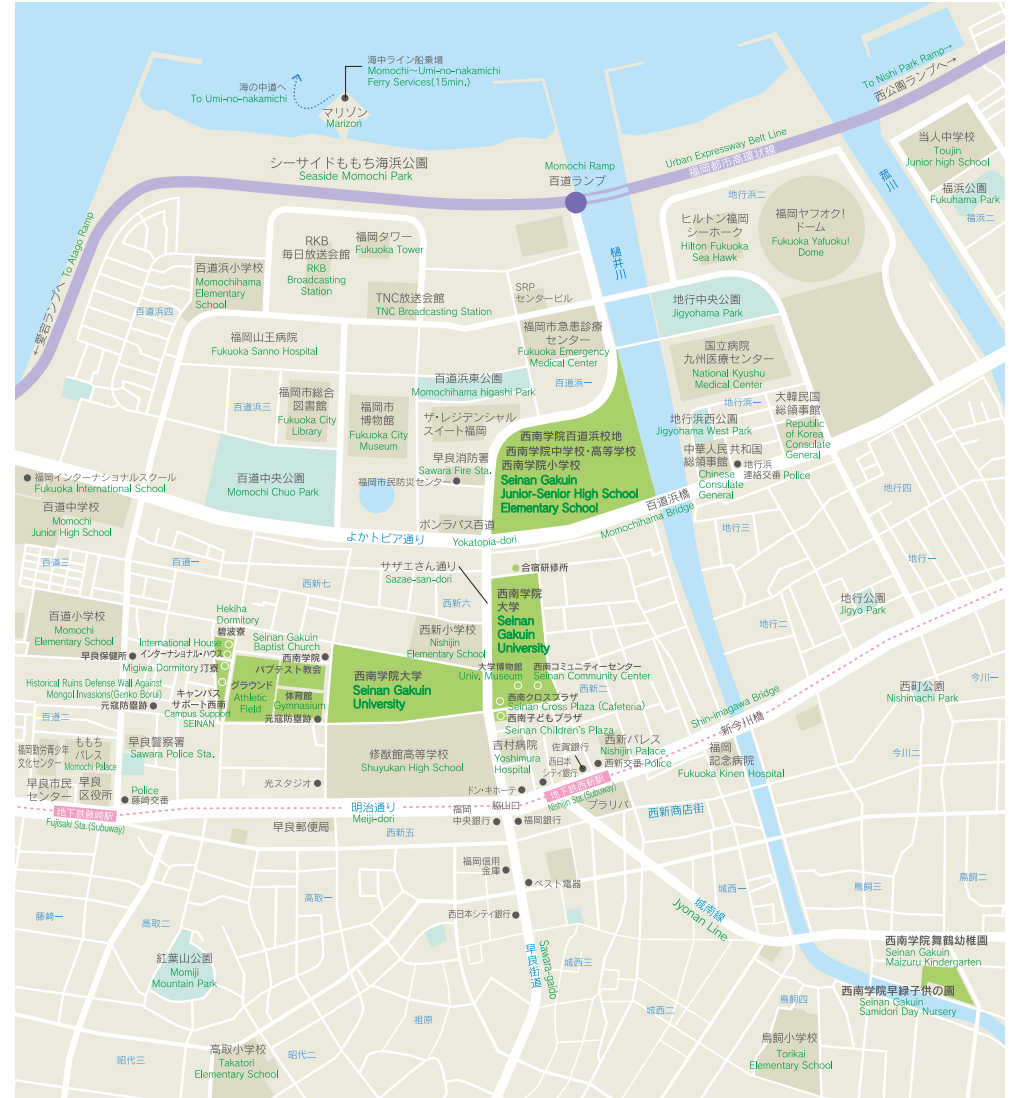 海中ライン船乗場
Momochi～Umi-no-nakamichi
Ferry Services(15min.)
海の中道へ
To Umi-no-nakamichi
マリゾン
Marizon
To Nishi Park Ramp→
西公園ランプへ→
Urban Expressway Belt Line
福岡都市高環状線
当人中学校
Toujin
Junior high School
菰川
福浜公園
Fukuhama Park
福浜二
シーサイドももち海浜公園
Seaside Momochi Park
Momochi Ramp
百道ランプ
地行浜二
ヒルトン福岡
シーホーク
Hilton Fukuoka
Sea Hawk
福岡ヤフオク!
ドーム
Fukuoka Yafuoku!
Dome
樋井川
←愛宕ランプへ To Atago Ramp
RKB
毎日放送会館
RKB
Broadcasting
Station
福岡タワー
Fukuoka Tower
百道浜小学校
Momochihama
Elementary
School
百道浜四
TNC放送会館
TNC Broadcasting Station
SRP
センタービル
地行中央公園
Jigyohama Park
福岡山王病院
Fukuoka Sanno Hospital
福岡市急患診療
センター
Fukuoka Emergency
Medical Center
国立病院
九州医療センター
National Kyushu
Medical Center
百道浜東公園
Momochihama higashi Park
百道浜一
福岡市総合
図書館
Fukuoka City
Library
百道浜三
福岡市
博物館
Fukuoka City
Museum
ザ・レジデンシャル
スイート福岡
地行浜一
大韓民国
総領事館
Republic
of Korea
Consulate
General
地行浜西公園
Jigyohama West Park
西南学院百道浜校地
西南学院中学校・高等学校
西南学院小学校
Seinan Gakuin
Junior-Senior High School
Elementary School
早良消防署
Sawara Fire Sta.
福岡市民防災センター
中華人民共和国
総領事館
Chinese
Consulate
General
地行浜
連絡交番 Police
福岡インターナショナルスクール
Fukuoka International School
百道中央公園
Momochi Chuo Park
百道中学校
Momochi
Junior High School
百道浜橋
Momochihama Bridge
地行四
地行三
ボンラパス百道
よかトピア通り
Yokatopia-dori
百道三
百道一
西新七
サザエさん通り
Sazae-san-dori
合宿研修所
地行一
西新六
西南学院
大学
Seinan
Gakuin
University
地行公園
Jigyo Park
地行二
百道小学校
Momochi
Elementary School
Hekiha
Dormitory
碧波寮
International House
インターナショナル・ハウス
Migiwa Dormitory 汀寮
早良保健所
Seinan Gakuin
Baptist Church
西南学院
バプテスト教会
西新小学校
Nishijin
Elementary School
大学博物館
Univ. Museum
西南コミュニティーセンター
Seinan Community Center
今川一
Historical Ruins Defense Wall Against
Mongol Invasions(Genko Borui)
元寇防塁跡
キャンパス
サポート西南
Campus Support
SEINAN
グラウンド
Athletic
Field
体育館
Gymnasium
元寇防塁跡
西南学院大学
Seinan Gakuin
University
西新二
西南クロスプラザ
Seinan Cross Plaza (Cafeteria)
西南子どもプラザ
Seinan Children's Plaza
西町公園
Nishimachi Park
Shin-imagawa Bridge
新今川橋
百道二
福岡勤労青少年
文化センター
ももち
パレス
Momochi Palace
早良警察署
Sawara Police Sta.
修猷館高等学校
Shuyukan High School
吉村病院
Yoshimura
Hospital
佐賀銀行
西日本
シティ銀行
西新パレス
Nishijin Palace
西新交番 Police
福岡
記念病院
Fukuoka Kinen Hospital
今川二
早良市民
センター
早良
区役所
Police
藤崎交番
光スタジオ
ドン・キホーテ
地下鉄西新駅
Nishijin Sta.(Subuway)
プラリバ
地下鉄藤崎駅
Fujisaki Sta.(Subuway)
明治通り
Meiji-dori
脇山口
福岡
中央銀行
福岡銀行
西新商店街
早良郵便局
西新五
福岡信用
金庫
ベスト電器
鳥飼三
鳥飼二
城西一
城南線
Jyonan Line
藤崎一
高取二
高取一
西日本シティ銀行
早良街道
Sawara-gaido
城西三
紅葉山公園
Momiji
Mountain Park
西南学院舞鶴幼稚園
Seinan Gakuin
Maizuru Kindergarten
西南学院早緑子供の園
Seinan Gakuin
Samidori Day Nursery
鳥飼四
城西二
祖原
鳥飼小学校
Torikai
Elementary School
昭代三
高取小学校
Takatori
Elementary School
昭代二